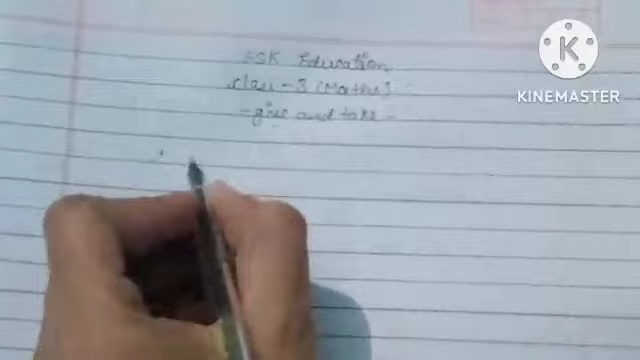 SSK Education
class - 3 (Maths)
- give and take -
KINEMASTER